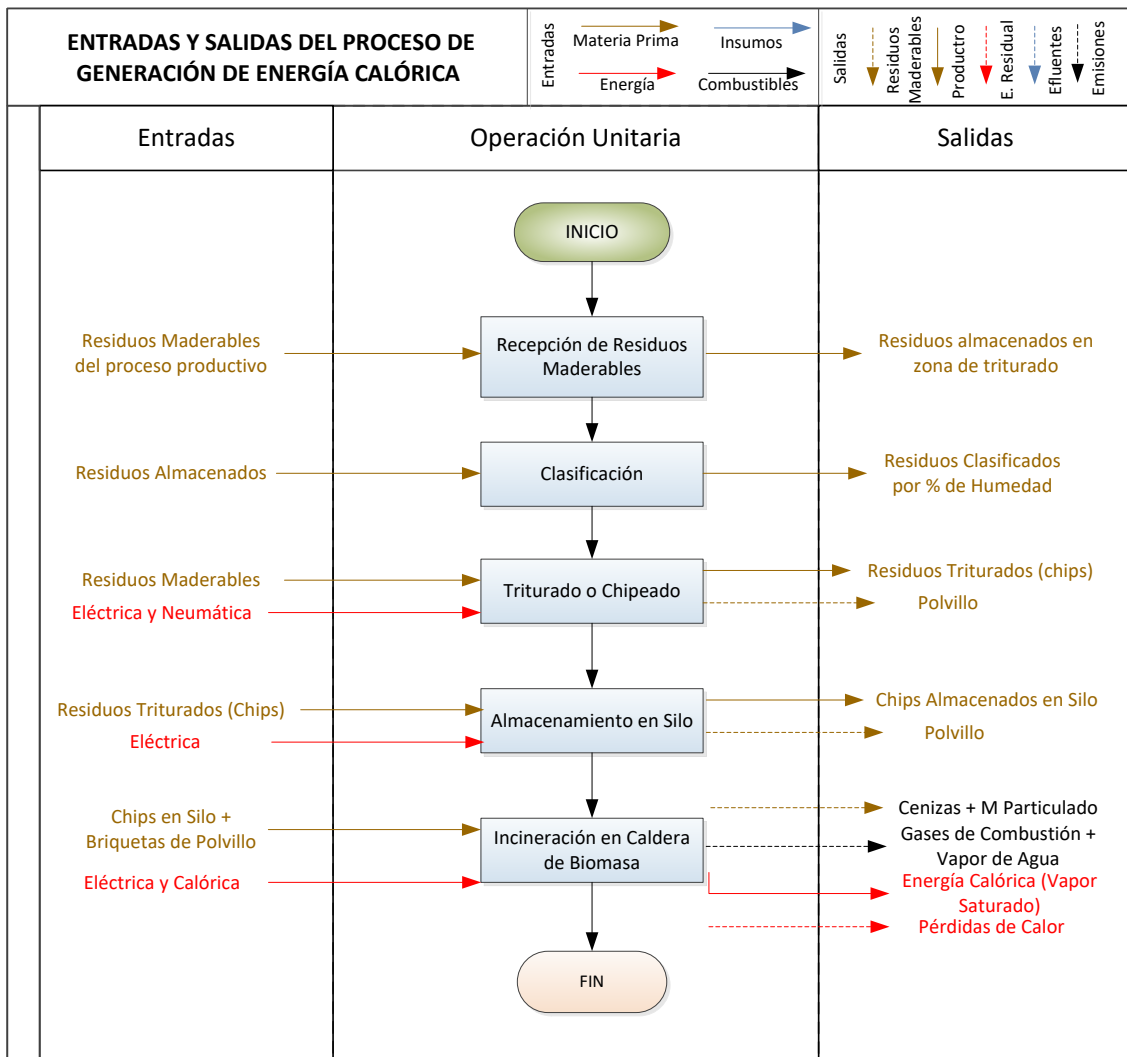 ENTRADAS Y SALIDAS DEL PROCESO DE
GENERACIÓN DE ENERGÍA CALÓRICA
Entradas
Materia Prima
Insumos
Energía
Combustibles
Salidas
Residuos
Maderables
Productro
E. Residual
Efluentes
Emisiones
Entradas
Operación Unitaria
Salidas
INICIO
Residuos Maderables
del proceso productivo
Recepción de Residuos
Maderables
Residuos almacenados en
zona de triturado
Residuos Almacenados
Clasificación
Residuos Clasificados
por % de Humedad
Residuos Maderables
Eléctrica y Neumática
Triturado o Chipeado
Residuos Triturados (chips)
Polvillo
Residuos Triturados (Chips)
Eléctrica
Almacenamiento en Silo
Chips Almacenados en Silo
Polvillo
Chips en Silo +
Briquetas de Polvillo
Eléctrica y Calórica
Incineración en Caldera
de Biomasa
Cenizas + M Particulado
Gases de Combustión +
Vapor de Agua
Energía Calórica (Vapor
Saturado)
Pérdidas de Calor
FIN